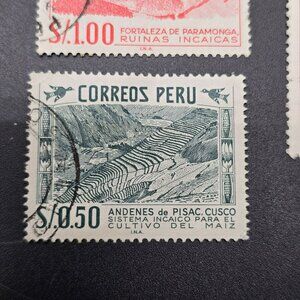 S/1.00
FORTALEZA DE PARAMONGA,
RUINAS INCAICAS
I.N.A.
CORREOS PERU
S/0.50
ANDENES de PISAC, CUSCO
SISTEMA INCAICO PARA EL
CULTIVO DEL MAIZ
I.N.A.